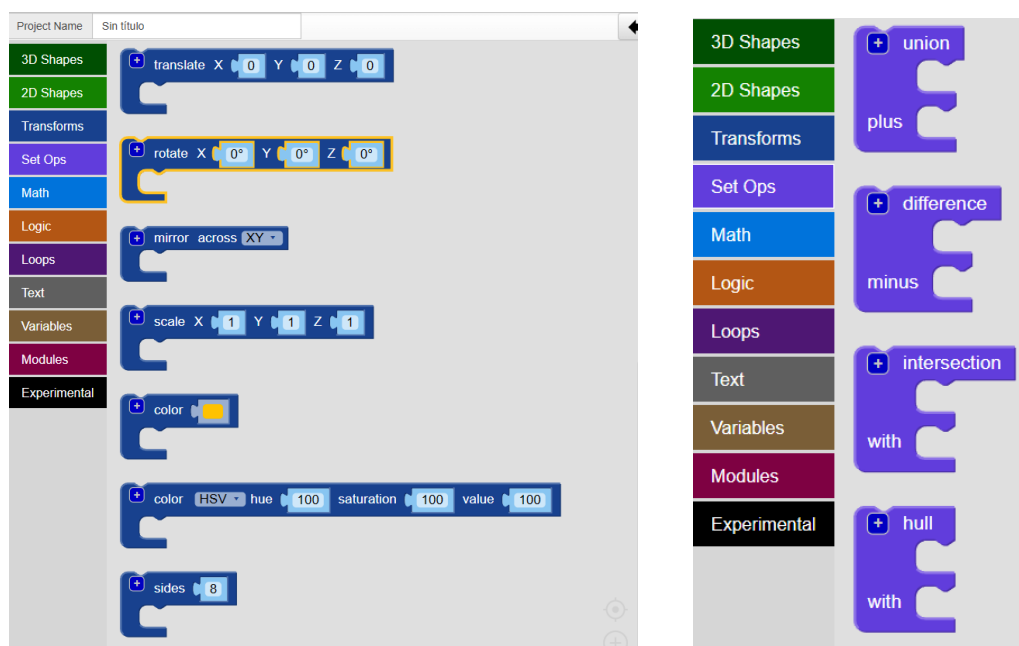 Project Name Sin título
3D Shapes
2D Shapes
Transforms
Set Ops
Math
Logic
Loops
Text
Variables
Modules
Experimental
+ translate X 0 Y 0 Z 0
+ rotate X 0° Y 0° Z 0°
+ mirror across XY
+ scale X 1 Y 1 Z 1
+ color
+ color HSV hue 100 saturation 100 value 100
+ sides 8
3D Shapes
2D Shapes
Transforms
Set Ops
Math
Logic
Loops
Text
Variables
Modules
Experimental
+ union
plus
+ difference
minus
+ intersection
with
+ hull
with